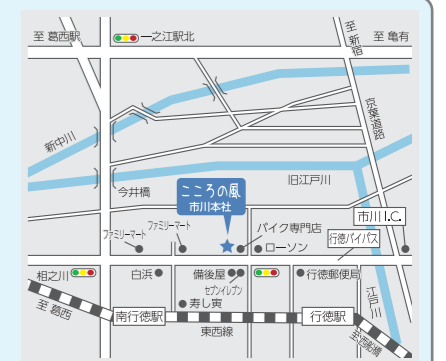 至 葛西駅
一之江駅北
至 新宿
至 亀有
新中川
京葉道路
今井橋
こころの風
市川本社
旧江戸川
市川 I.C.
ファミリーマート
ファミリーマート
バイク専門店
ローソン
行徳バイパス
相之川
白浜
備後屋
セブンイレブン
行徳郵便局
江戸川
至 葛西
寿し寅
南行徳駅
東西線
行徳駅
至 西船橋